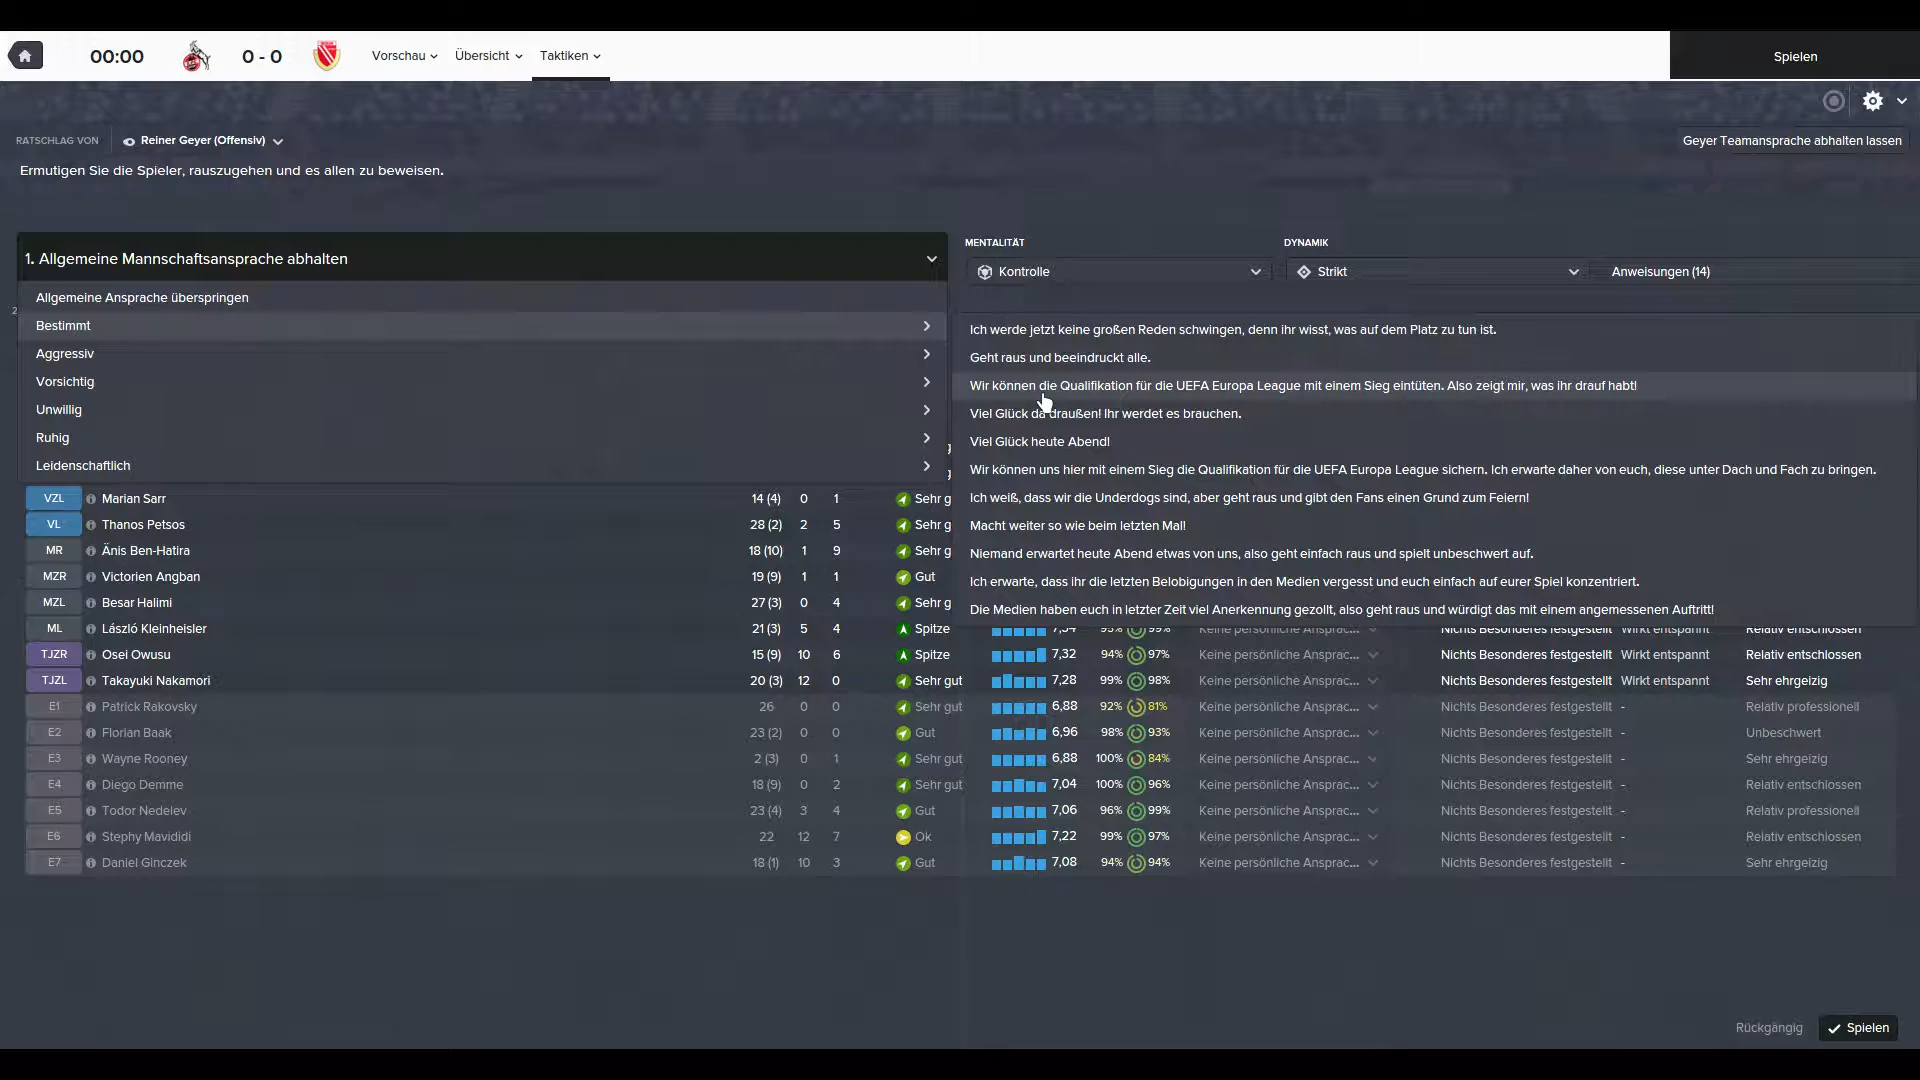 00:00
0 - 0
Vorschau
Übersicht
Taktiken
Spielen
RATSCHLAG VON
Reiner Geyer (Offensiv)
Geyer Teamansprache abhalten lassen
Ermutigen Sie die Spieler, rauszugehen und es allen zu beweisen.
1. Allgemeine Mannschaftsansprache abhalten
MENTALITÄT
DYNAMIK
Kontrolle
Strikt
Anweisungen (14)
Allgemeine Ansprache überspringen
Bestimmt
Aggressiv
Vorsichtig
Unwillig
Ruhig
Leidenschaftlich
Ich werde jetzt keine großen Reden schwingen, denn ihr wisst, was auf dem Platz zu tun ist.
Geht raus und beeindruckt alle.
Wir können die Qualifikation für die UEFA Europa League mit einem Sieg eintüten. Also zeigt mir, was ihr drauf habt!
Viel Glück da draußen! Ihr werdet es brauchen.
Viel Glück heute Abend!
Wir können uns hier mit einem Sieg die Qualifikation für die UEFA Europa League sichern. Ich erwarte daher von euch, diese unter Dach und Fach zu bringen.
Ich weiß, dass wir die Underdogs sind, aber geht raus und gibt den Fans einen Grund zum Feiern!
Macht weiter so wie beim letzten Mal!
Niemand erwartet heute Abend etwas von uns, also geht einfach raus und spielt unbeschwert auf.
Ich erwarte, dass ihr die letzten Belobigungen in den Medien vergesst und euch einfach auf eurer Spiel konzentriert.
Die Medien haben euch in letzter Zeit viel Anerkennung gezollt, also geht raus und würdigt das mit einem angemessenen Auftritt!
VZL Marian Sarr 14 (4) 0 1 Sehr g
VL Thanos Petsos 28 (2) 2 5 Sehr g
MR Änis Ben-Hatira 18 (10) 1 9 Sehr g
MZR Victorien Angban 19 (9) 1 1 Gut
MZL Besar Halimi 27 (3) 0 4 Sehr g
ML László Kleinheisler 21 (3) 5 4 Spitze 7,34 95% 99% Keine persönliche Ansprac... Nichts Besonderes festgestellt Wirkt entspannt Relativ entschlossen
TJZR Osei Owusu 15 (9) 10 6 Spitze 7,32 94% 97% Keine persönliche Ansprac... Nichts Besonderes festgestellt Wirkt entspannt Relativ entschlossen
TJZL Takayuki Nakamori 20 (3) 12 0 Sehr gut 7,28 99% 98% Keine persönliche Ansprac... Nichts Besonderes festgestellt Wirkt entspannt Sehr ehrgeizig
E1 Patrick Rakovsky 26 0 0 Sehr gut 6,88 92% 81% Keine persönliche Ansprac... Nichts Besonderes festgestellt - Relativ professionell
E2 Florian Baak 23 (2) 0 0 Gut 6,96 98% 93% Keine persönliche Ansprac... Nichts Besonderes festgestellt - Unbeschwert
E3 Wayne Rooney 2 (3) 0 1 Sehr gut 6,88 100% 84% Keine persönliche Ansprac... Nichts Besonderes festgestellt - Sehr ehrgeizig
E4 Diego Demme 18 (9) 0 2 Sehr gut 7,04 100% 96% Keine persönliche Ansprac... Nichts Besonderes festgestellt - Relativ entschlossen
E5 Todor Nedelev 23 (4) 3 4 Gut 7,06 96% 99% Keine persönliche Ansprac... Nichts Besonderes festgestellt - Relativ professionell
E6 Stephy Mavididi 22 12 7 Ok 7,22 99% 97% Keine persönliche Ansprac... Nichts Besonderes festgestellt - Relativ entschlossen
E7 Daniel Ginczek 18 (1) 10 3 Gut 7,08 94% 94% Keine persönliche Ansprac... Nichts Besonderes festgestellt - Sehr ehrgeizig
Rückgängig
Spielen